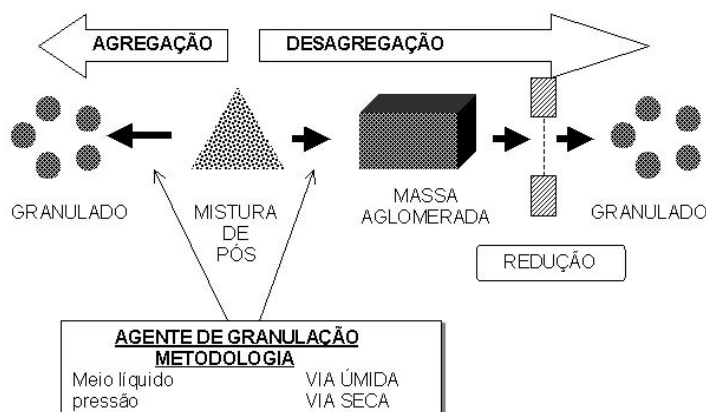 AGREGAÇÃO
DESAGREGAÇÃO
GRANULADO
MISTURA
DE
PÓS
MASSA
AGLOMERADA
GRANULADO
REDUÇÃO
AGENTE DE GRANULAÇÃO
METODOLOGIA
Meio líquido VIA ÚMIDA
pressão VIA SECA